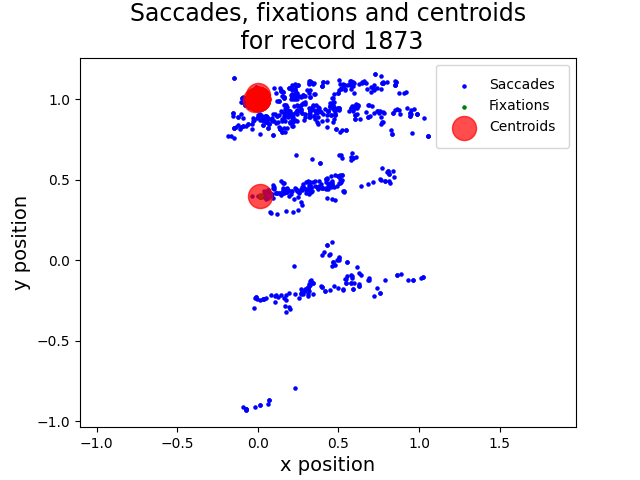 Saccades, fixations and centroids
for record 1873
Saccades
Fixations
Centroids
y position
1.0
0.5
0.0
−0.5
−1.0
−1.0 −0.5 0.0 0.5 1.0 1.5
x position